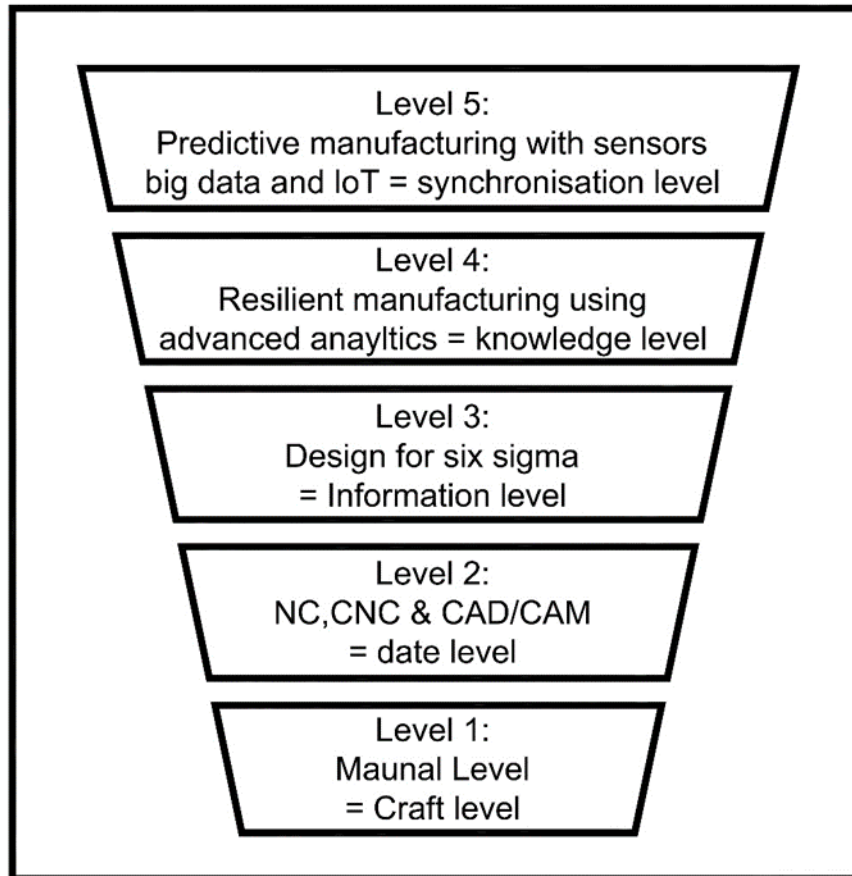 Level 5:
Predictive manufacturing with sensors
big data and IoT = synchronisation level
Level 4:
Resilient manufacturing using
advanced anayltics = knowledge level
Level 3:
Design for six sigma
= Information level
Level 2:
NC,CNC & CAD/CAM
= date level
Level 1:
Maunal Level
= Craft level